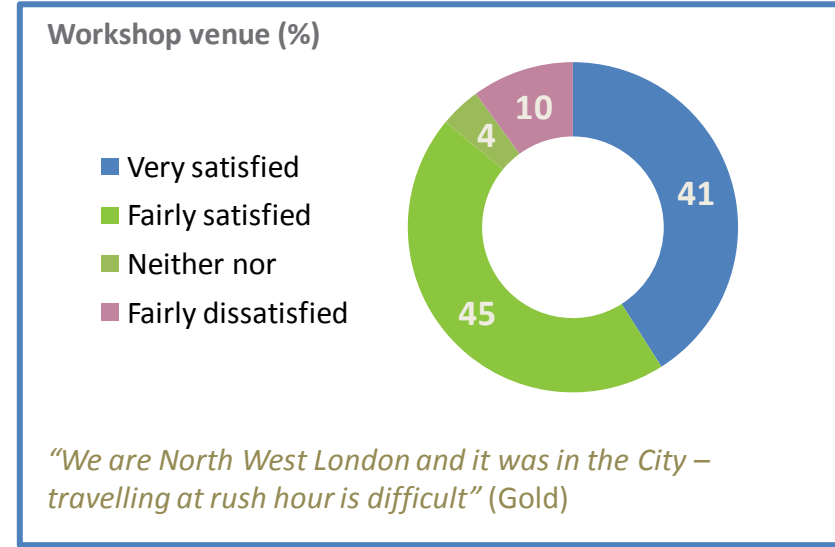 Workshop venue (%)
Very satisfied
Fairly satisfied
Neither nor
Fairly dissatisfied
10
4
41
45
“We are North West London and it was in the City –
travelling at rush hour is difficult” (Gold)